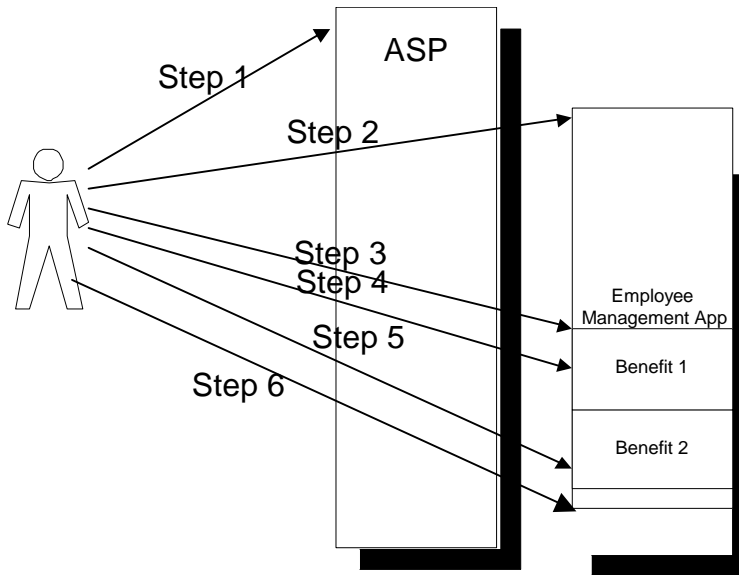 ASP
Step 1
Step 2
Step 3
Step 4
Employee
Management App
Step 5
Benefit 1
Step 6
Benefit 2